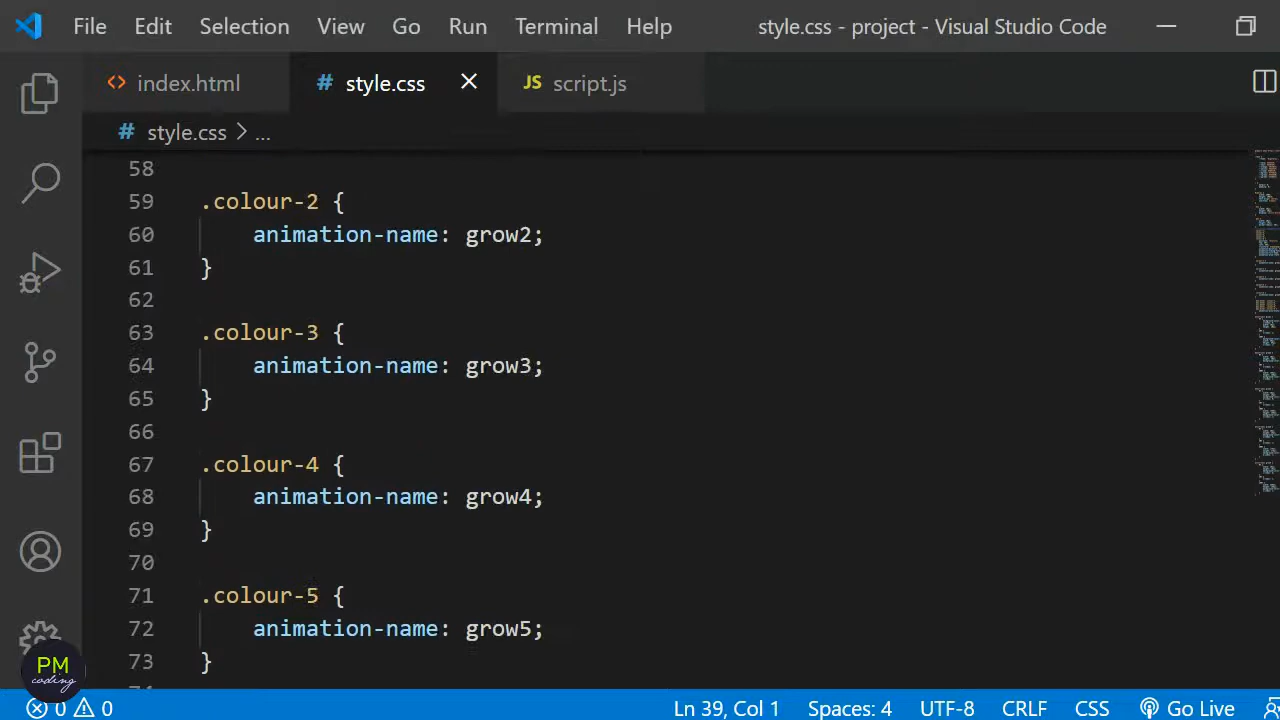 File Edit Selection View Go Run Terminal Help style.css - project - Visual Studio Code
<> index.html # style.css JS script.js
# style.css > ...
58
59 .colour-2 {
60 animation-name: grow2;
61 }
62
63 .colour-3 {
64 animation-name: grow3;
65 }
66
67 .colour-4 {
68 animation-name: grow4;
69 }
70
71 .colour-5 {
72 animation-name: grow5;
73 }
PM
coding
0 0 Ln 39, Col 1 Spaces: 4 UTF-8 CRLF CSS Go Live